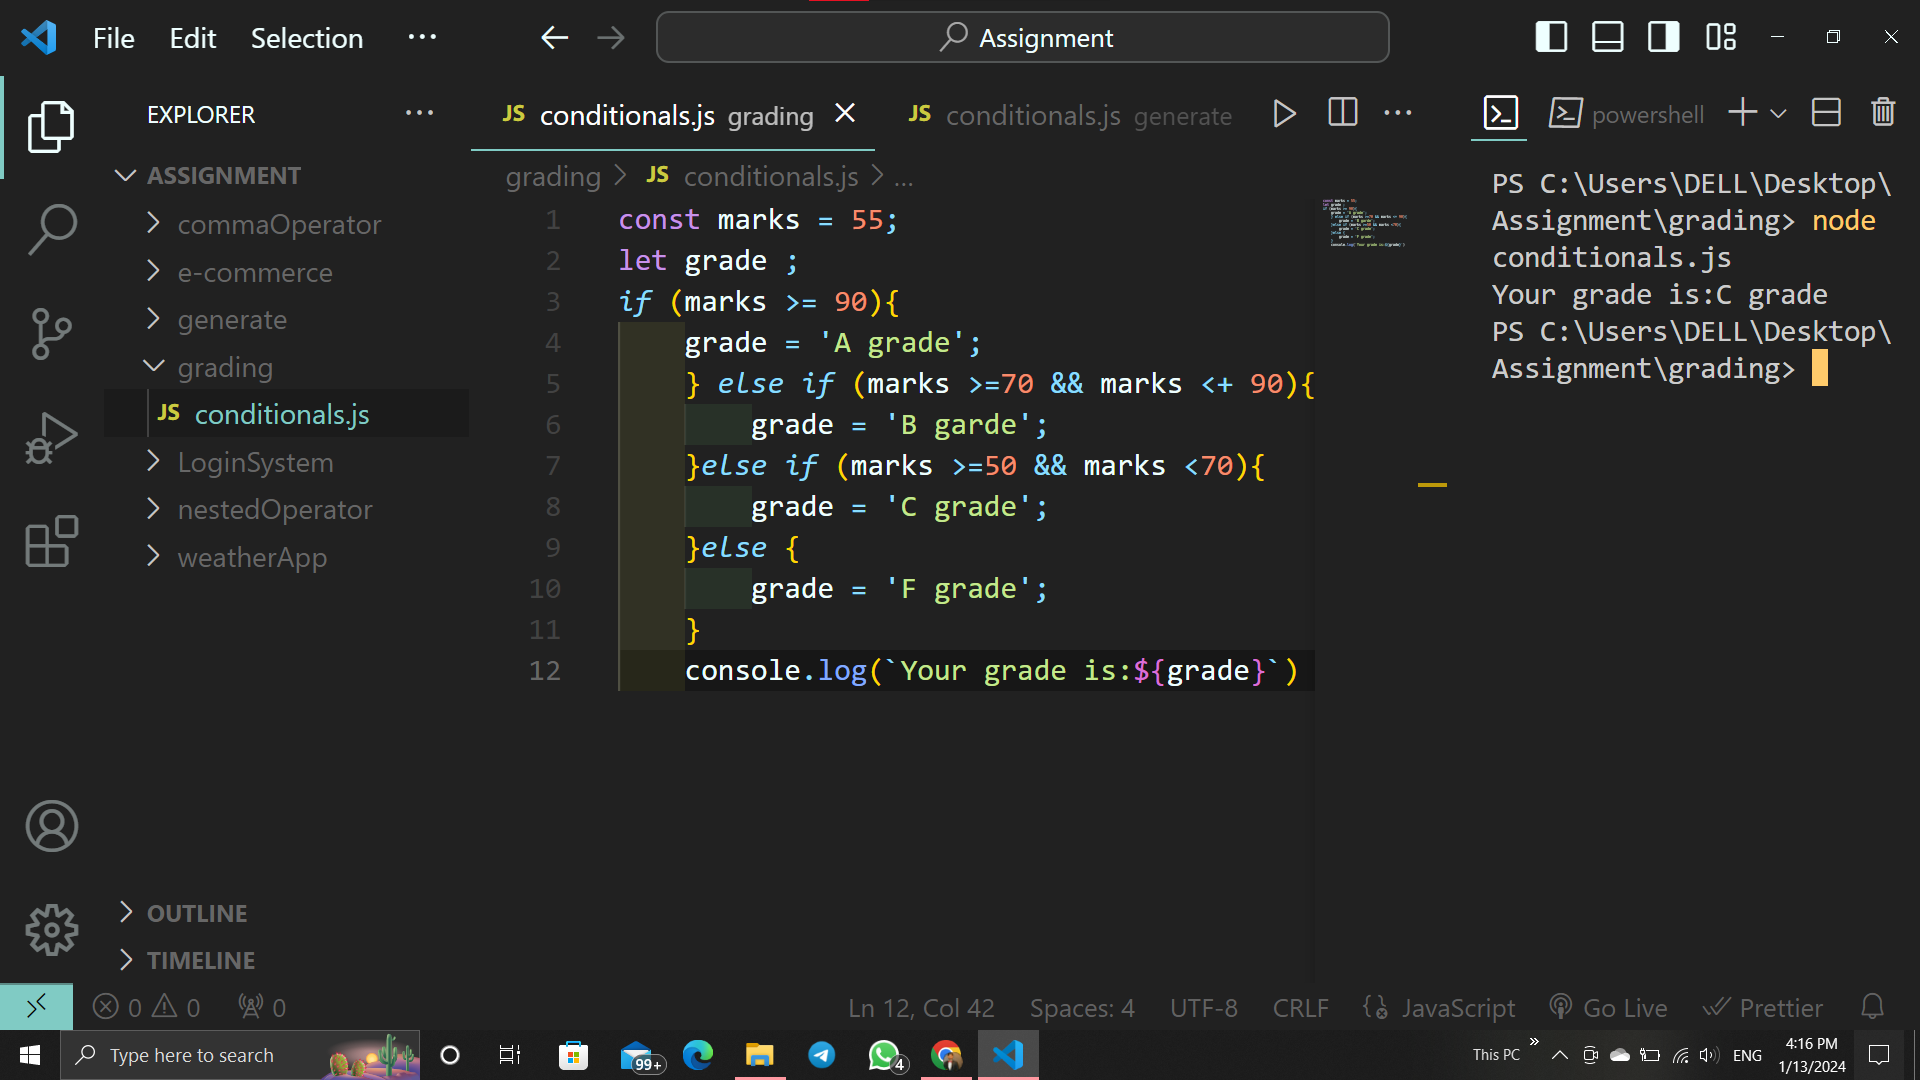 File Edit Selection ...
Assignment
EXPLORER ...
ASSIGNMENT
commaOperator
e-commerce
generate
grading
JS conditionals.js
LoginSystem
nestedOperator
weatherApp
OUTLINE
TIMELINE
JS conditionals.js grading
JS conditionals.js generate
grading > JS conditionals.js > ...
1 const marks = 55;
2 let grade ;
3 if (marks >= 90){
4 grade = 'A grade';
5 } else if (marks >=70 && marks <+ 90){
6 grade = 'B garde';
7 }else if (marks >=50 && marks <70){
8 grade = 'C grade';
9 }else {
10 grade = 'F grade';
11 }
12 console.log(`Your grade is:${grade}`)
powershell
PS C:\Users\DELL\Desktop\
Assignment\grading> node
conditionals.js
Your grade is:C grade
PS C:\Users\DELL\Desktop\
Assignment\grading>
0 0 0
Ln 12, Col 42 Spaces: 4 UTF-8 CRLF {} JavaScript Go Live Prettier
Type here to search
99+
4
This PC
ENG
4:16 PM
1/13/2024